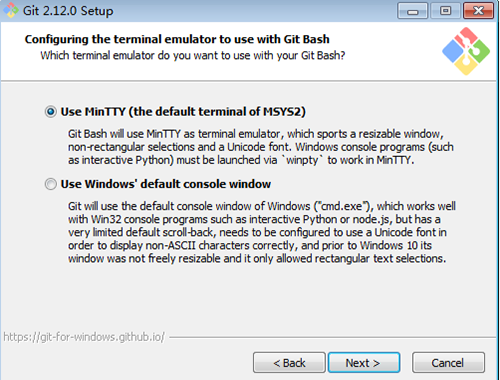 Git 2.12.0 Setup
Configuring the terminal emulator to use with Git Bash
Which terminal emulator do you want to use with your Git Bash?
Use MinTTY (the default terminal of MSYS2)
Git Bash will use MinTTY as terminal emulator, which sports a resizable window,
non-rectangular selections and a Unicode font. Windows console programs (such
as interactive Python) must be launched via `winpty` to work in MinTTY.
Use Windows' default console window
Git will use the default console window of Windows ("cmd.exe"), which works well
with Win32 console programs such as interactive Python or node.js, but has a
very limited default scroll-back, needs to be configured to use a Unicode font in
order to display non-ASCII characters correctly, and prior to Windows 10 its
window was not freely resizable and it only allowed rectangular text selections.
https://git-for-windows.github.io/
< Back
Next >
Cancel